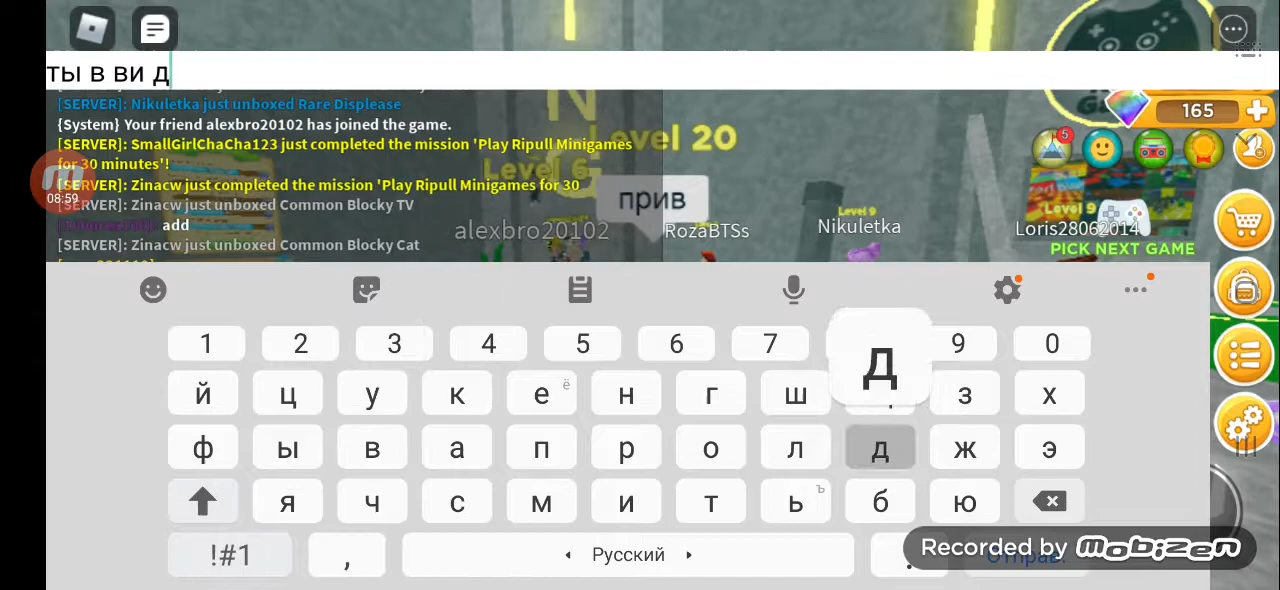 ты в ви д
[SERVER]: Nikuletka just unboxed Rare Displease
{System} Your friend alexbro20102 has joined the game.
[SERVER]: SmallGirlChaCha123 just completed the mission 'Play Ripull Minigames
for 30 minutes'!
[SERVER]: Zinacw just completed the mission 'Play Ripull Minigames for 30
[SERVER]: Zinacw just unboxed Common Blocky TV
add
[SERVER]: Zinacw just unboxed Common Blocky Cat
08:59
Level 20
Level 6
прив
alexbro20102
RozaBTSs
Level 9
Nikuletka
Level 9
Loris28062014
PICK NEXT GAME
165
5
1 2 3 4 5 6 7 9 0
й ц у к е ё н г ш з х
д
ф ы в а п р о л д ж э
я ч с м и т ь ъ б ю
!#1 , Русский .
Recorded by mobizen